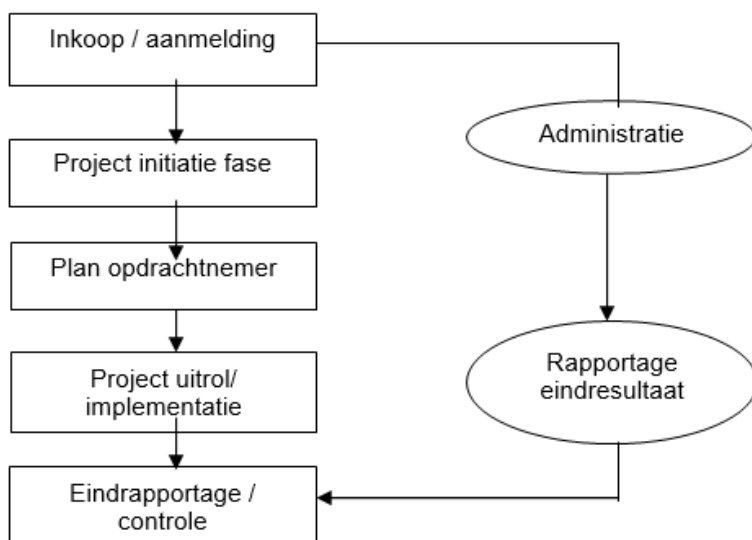 Inkoop / aanmelding
Administratie
Project initiatie fase
Plan opdrachtnemer
Project uitrol/
implementatie
Rapportage
eindresultaat
Eindrapportage /
controle